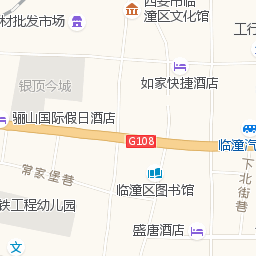 西安市临
潼区文化馆
材批发市场
工行
银顶今城
如家快捷酒店
骊山国际假日酒店
G108
临潼汽
常家堡巷
下北街巷
临潼区图书馆
铁工程幼儿园
盛唐酒店
文